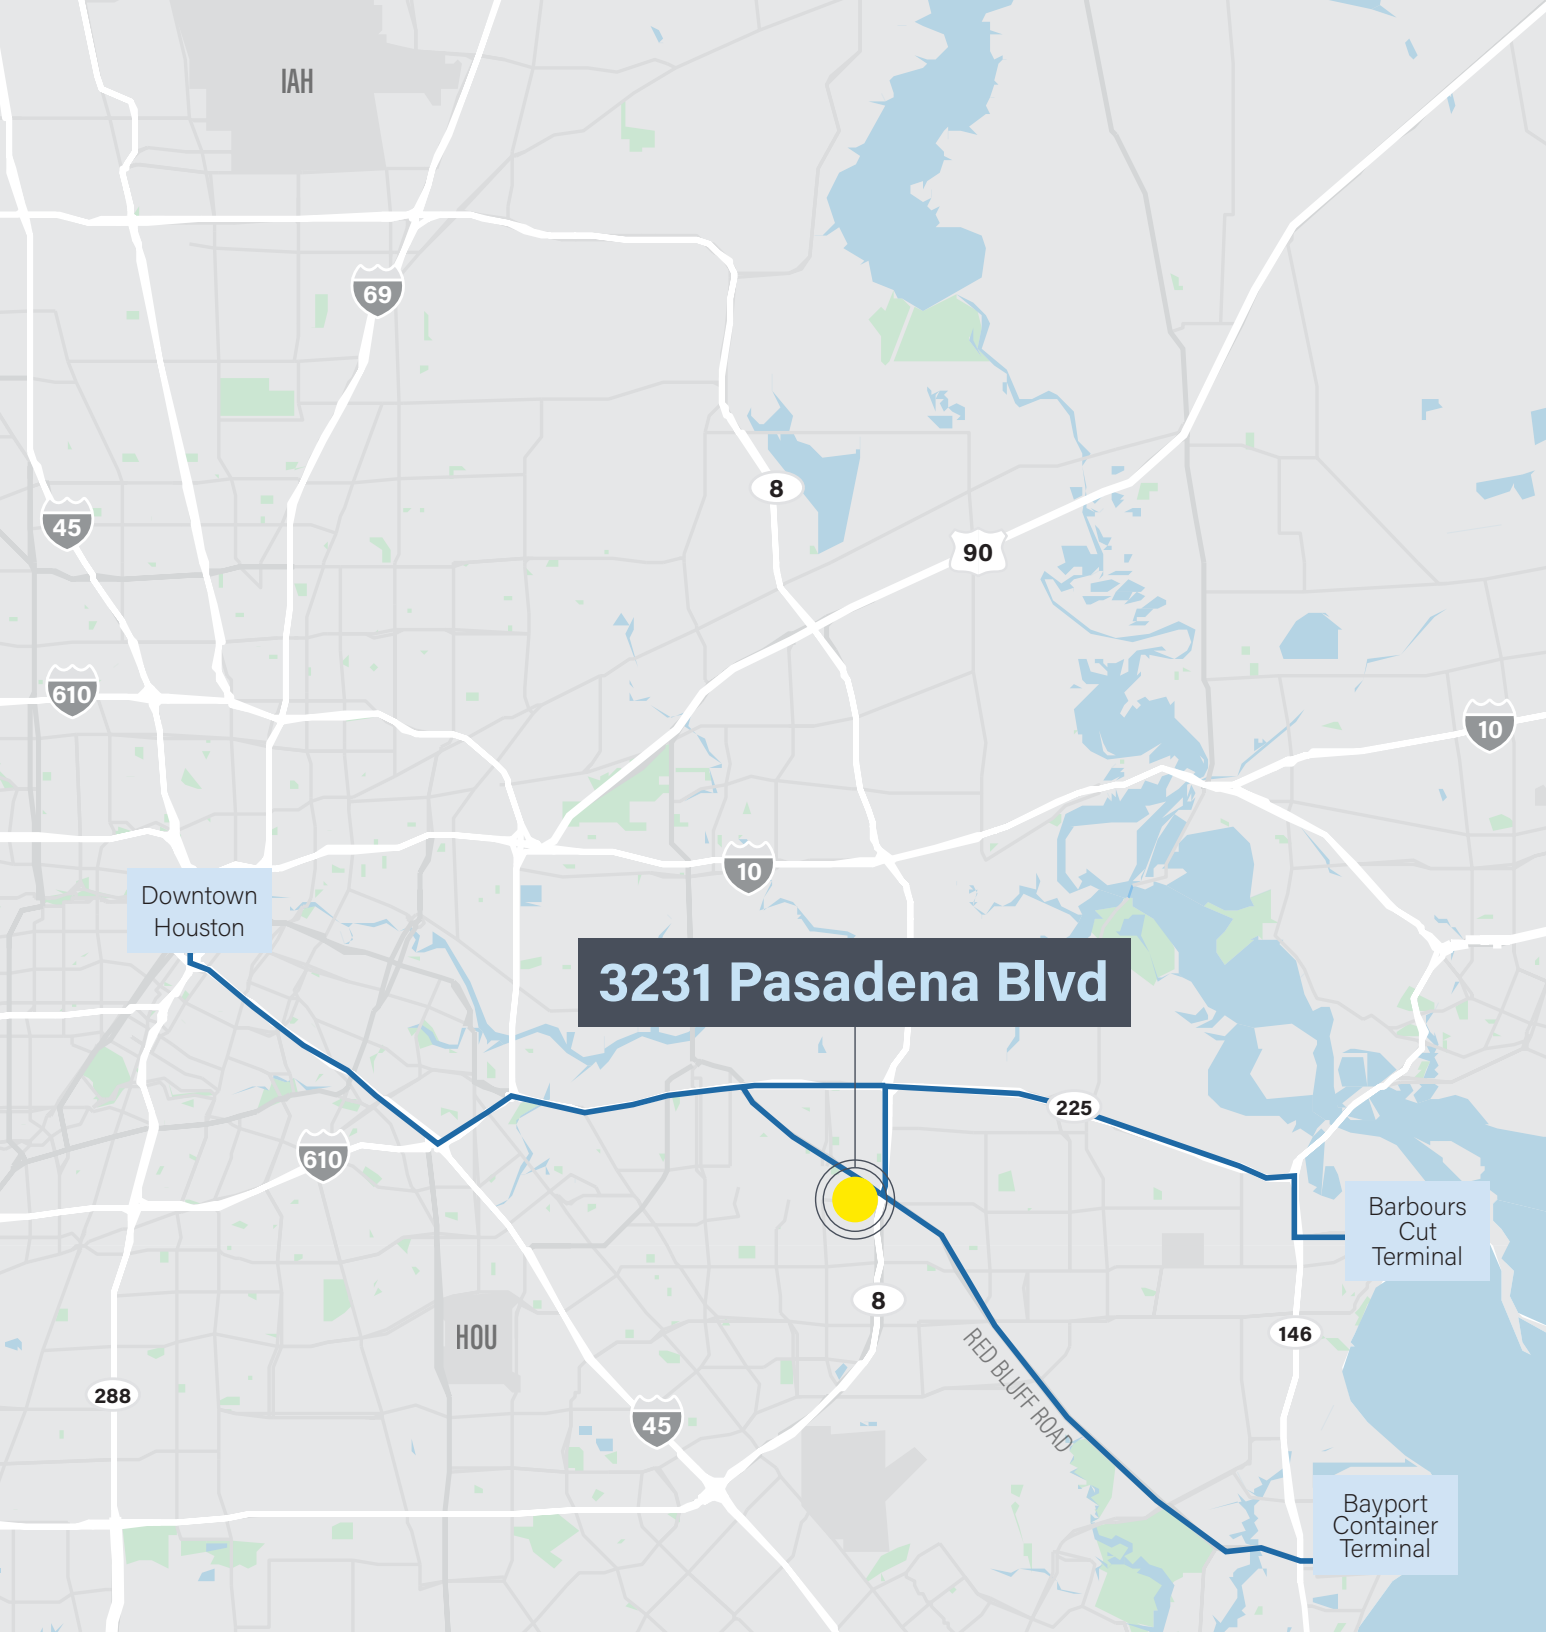 IAH
69
8
45
90
610
10
10
Downtown
Houston
3231 Pasadena Blvd
225
610
Barbours
Cut
Terminal
8
146
HOU
RED BLUFF ROAD
288
45
Bayport
Container
Terminal